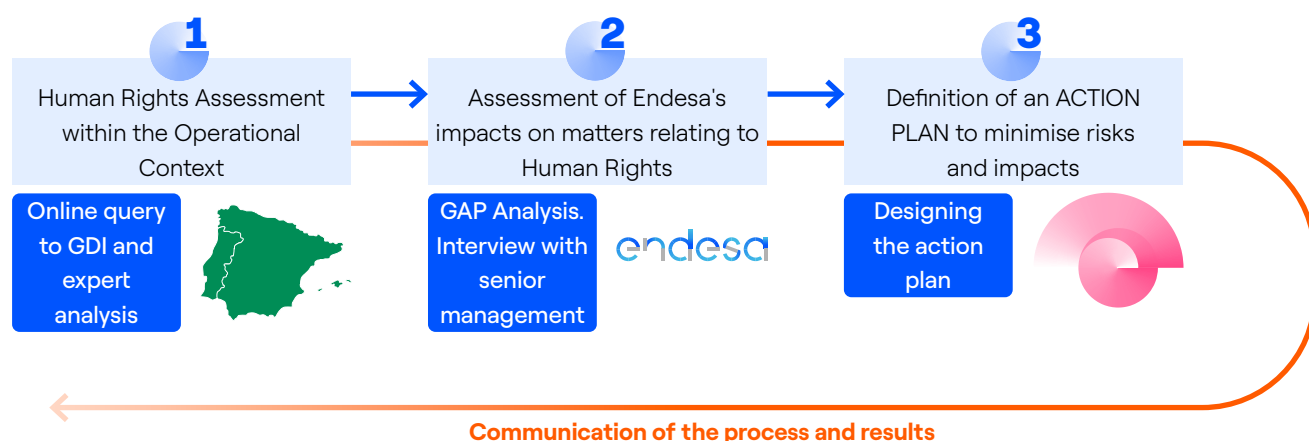 1
Human Rights Assessment
within the Operational
Context
Online query
to GDI and
expert
analysis
2
Assessment of Endesa's
impacts on matters relating to
Human Rights
GAP Analysis.
Interview with
senior
management
endesa
3
Definition of an ACTION
PLAN to minimise risks
and impacts
Designing
the action
plan
Communication of the process and results